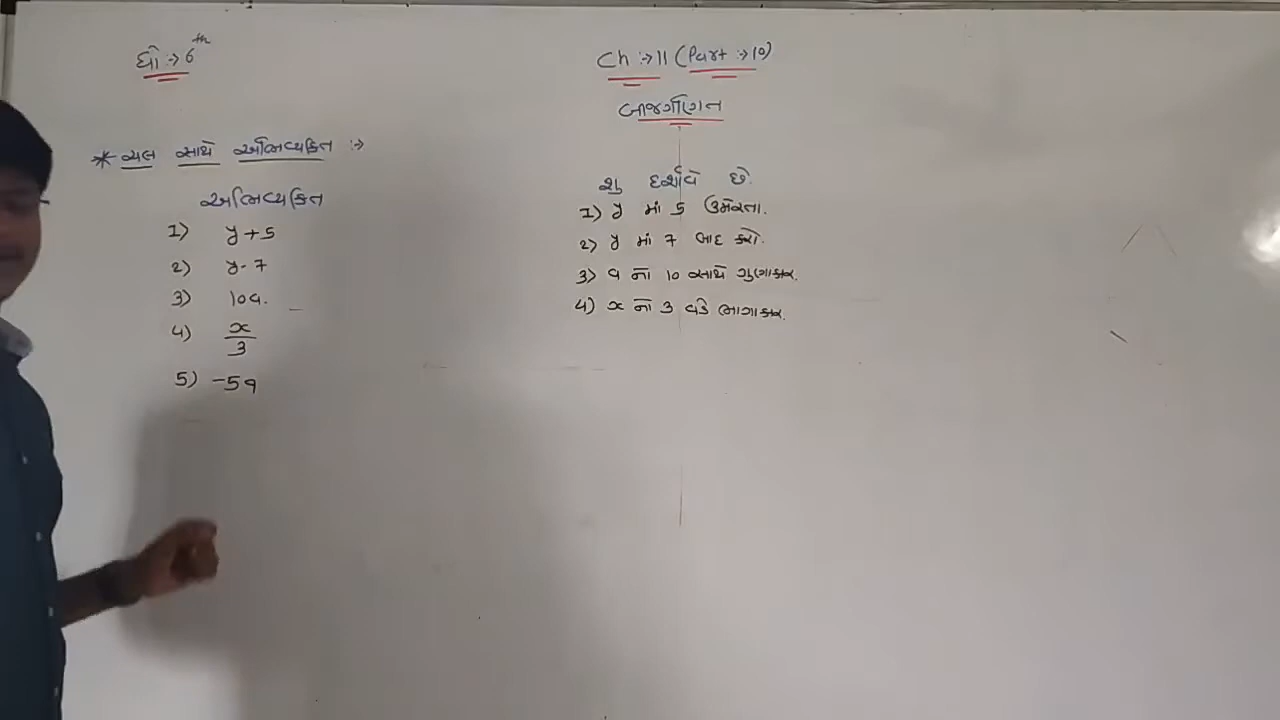 ધો :→ 6th
Ch :→ 11 (Part :→ 10)
બીજગણિત
* ચલ સાથે અભિવ્યક્તિ :→
અભિવ્યક્તિ
1) y + 5
2) y - 7
3) 10a.
4) x/3
5) -5q
શુ દર્શાવે છે.
1) y માં 5 ઉમેરતા.
2) y માં 7 બાદ કરો.
3) a ના 10 સાથે ગુણાકાર.
4) x ના 3 વડે ભાગાકાર.